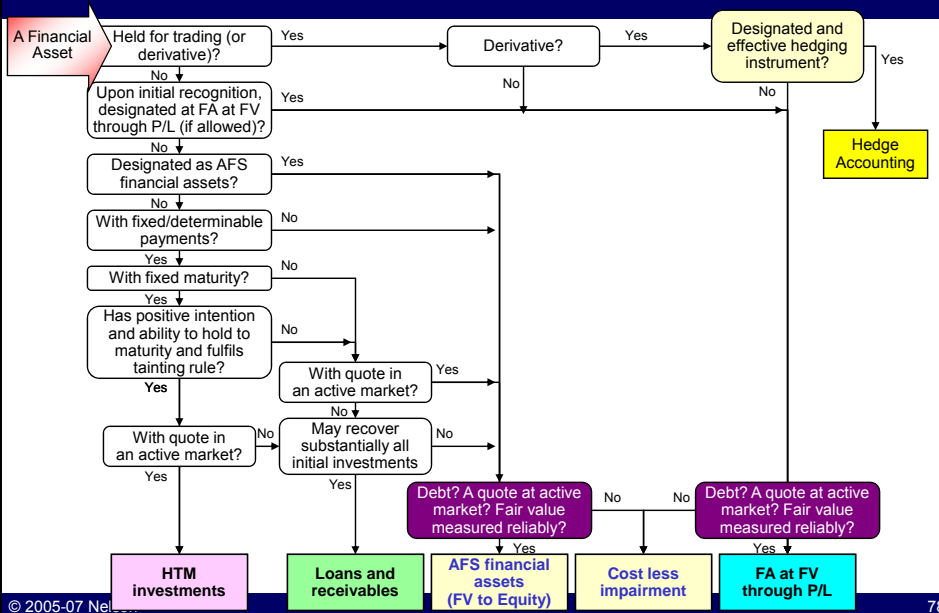 A Financial
Asset
Held for trading (or
derivative)?
Yes
Derivative?
Yes
Designated and
effective hedging
instrument?
Yes
No
No
No
Upon initial recognition,
designated at FA at FV
through P/L (if allowed)?
Yes
Hedge
Accounting
No
Designated as AFS
financial assets?
Yes
No
With fixed/determinable
payments?
No
Yes
With fixed maturity?
No
Yes
Has positive intention
and ability to hold to
maturity and fulfils
tainting rule?
No
Yes
With quote in
an active market?
Yes
No
With quote in
an active market?
No
May recover
substantially all
initial investments
No
Yes
Yes
Debt? A quote at active
market? Fair value
measured reliably?
No
No
Debt? A quote at active
market? Fair value
measured reliably?
Yes
Yes
HTM
investments
Loans and
receivables
AFS financial
assets
(FV to Equity)
Cost less
impairment
FA at FV
through P/L
© 2005-07